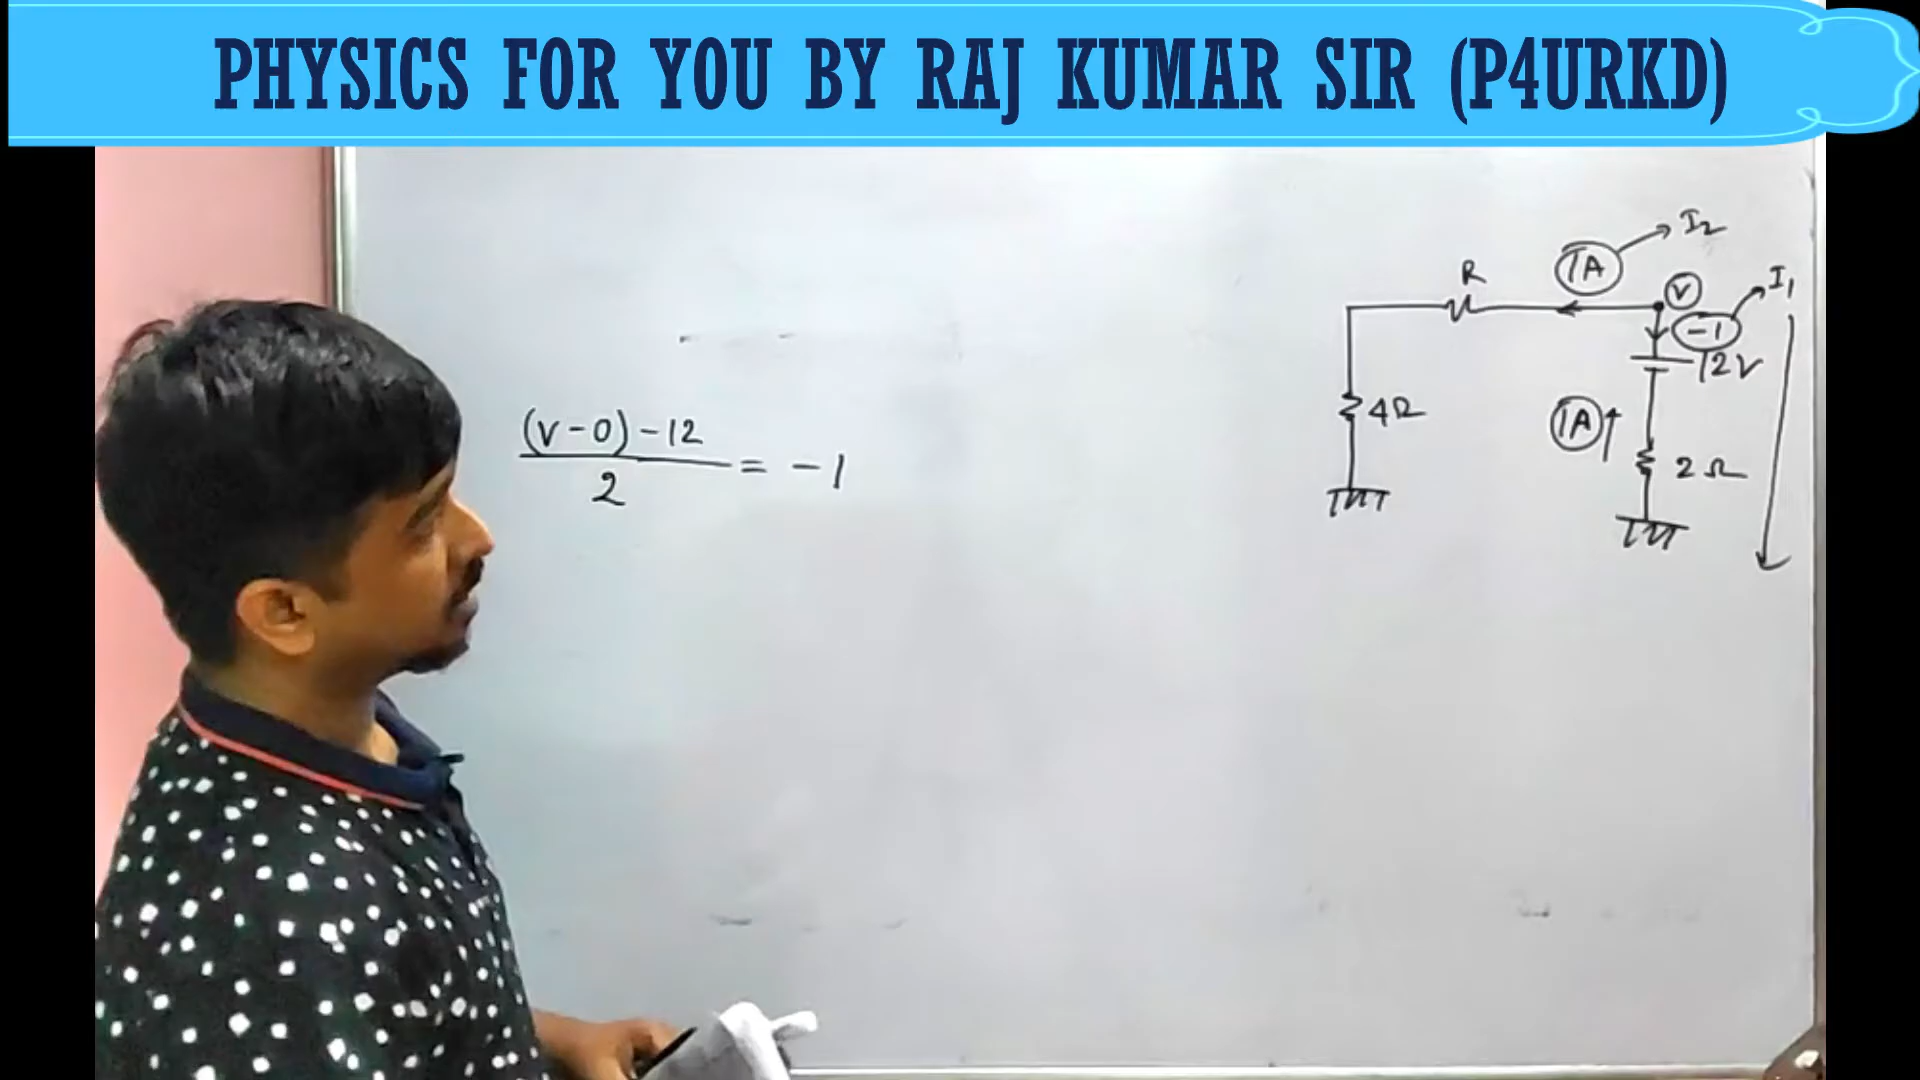 PHYSICS FOR YOU BY RAJ KUMAR SIR (P4URKD)
(v-0)-12
2
= -1
R
1A
I2
V
-1
I1
12V
4Ω
1A
2Ω